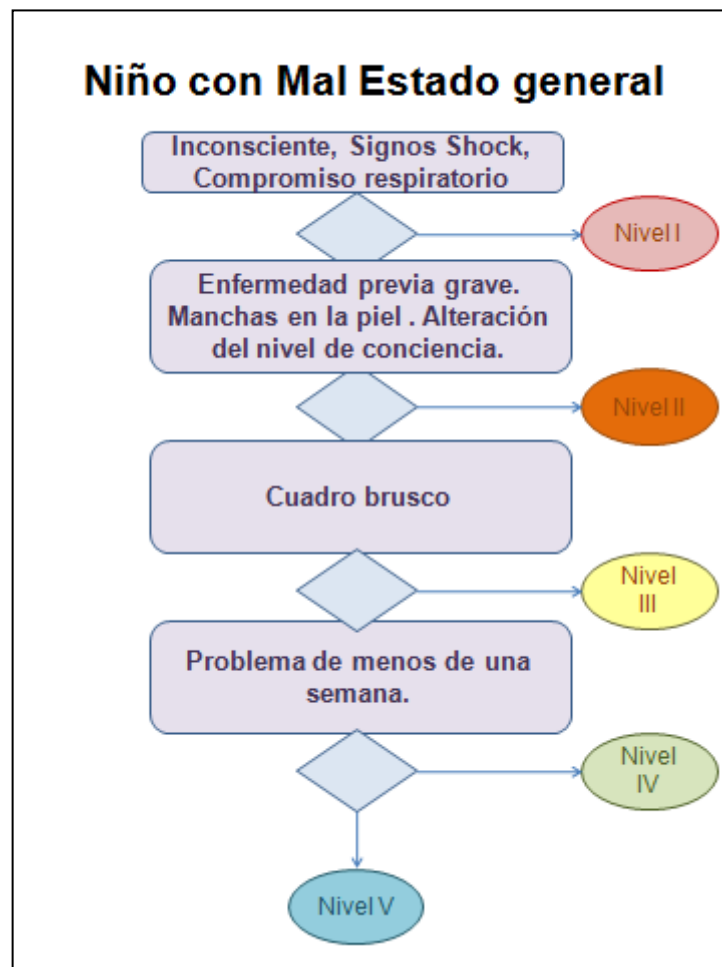 Niño con Mal Estado general
Inconsciente, Signos Shock,
Compromiso respiratorio
Nivel I
Enfermedad previa grave.
Manchas en la piel . Alteración
del nivel de conciencia.
Nivel II
Cuadro brusco
Nivel
III
Problema de menos de una
semana.
Nivel
IV
Nivel V